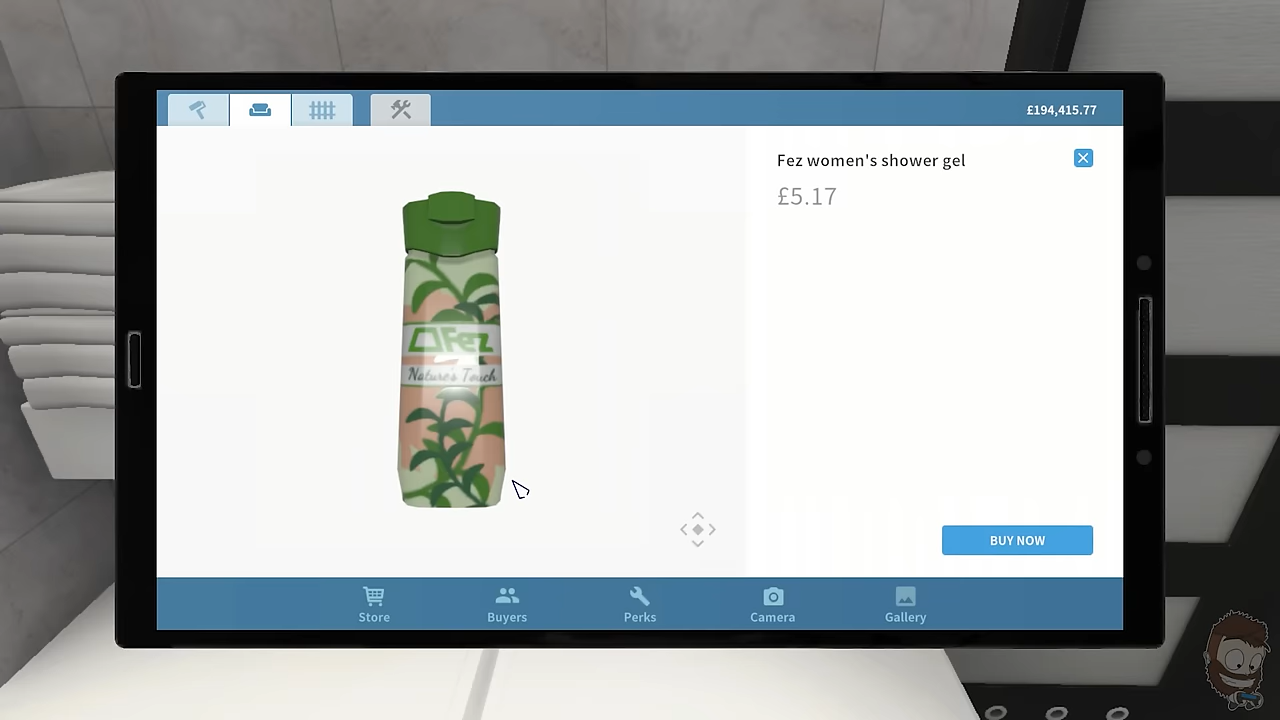 £194,415.77
Fez women's shower gel
£5.17
Fez
Nature's Touch
BUY NOW
Store
Buyers
Perks
Camera
Gallery